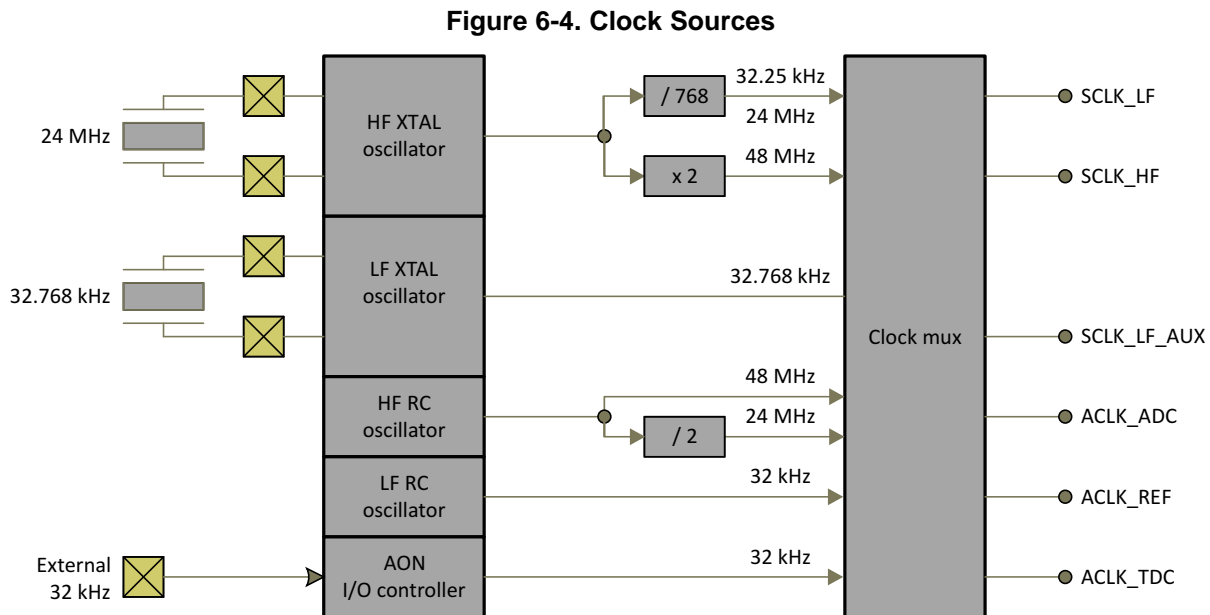 Figure 6-4. Clock Sources
24 MHz
32.768 kHz
External
32 kHz
HF XTAL
oscillator
LF XTAL
oscillator
HF RC
oscillator
LF RC
oscillator
AON
I/O controller
/ 768
x 2
/ 2
32.25 kHz
24 MHz
48 MHz
32.768 kHz
48 MHz
24 MHz
32 kHz
32 kHz
Clock mux
SCLK_LF
SCLK_HF
SCLK_LF_AUX
ACLK_ADC
ACLK_REF
ACLK_TDC